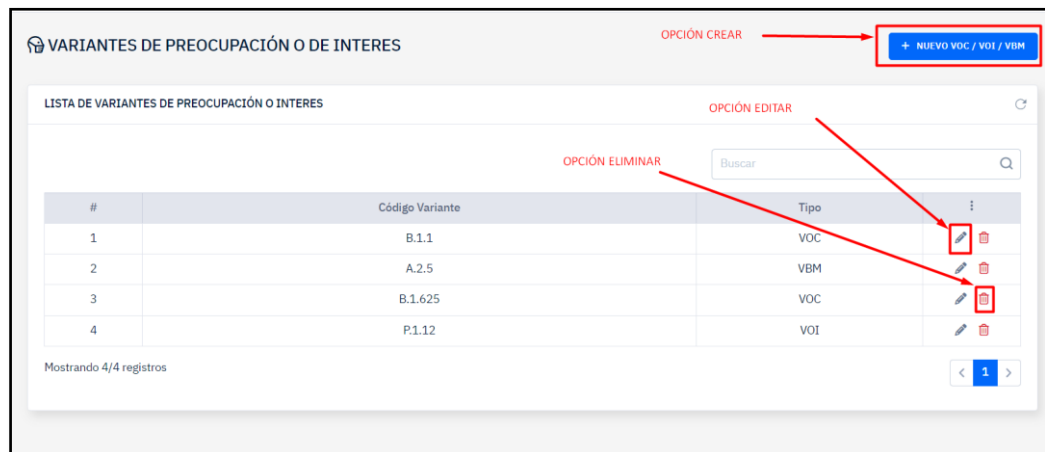 VARIANTES DE PREOCUPACIÓN O DE INTERES
OPCIÓN CREAR
+ NUEVO VOC / VOI / VBM
LISTA DE VARIANTES DE PREOCUPACIÓN O INTERES
OPCIÓN EDITAR
OPCIÓN ELIMINAR
Buscar
# Código Variante Tipo
1 B.1.1 VOC
2 A.2.5 VBM
3 B.1.625 VOC
4 P.1.12 VOI
Mostrando 4/4 registros
< 1 >